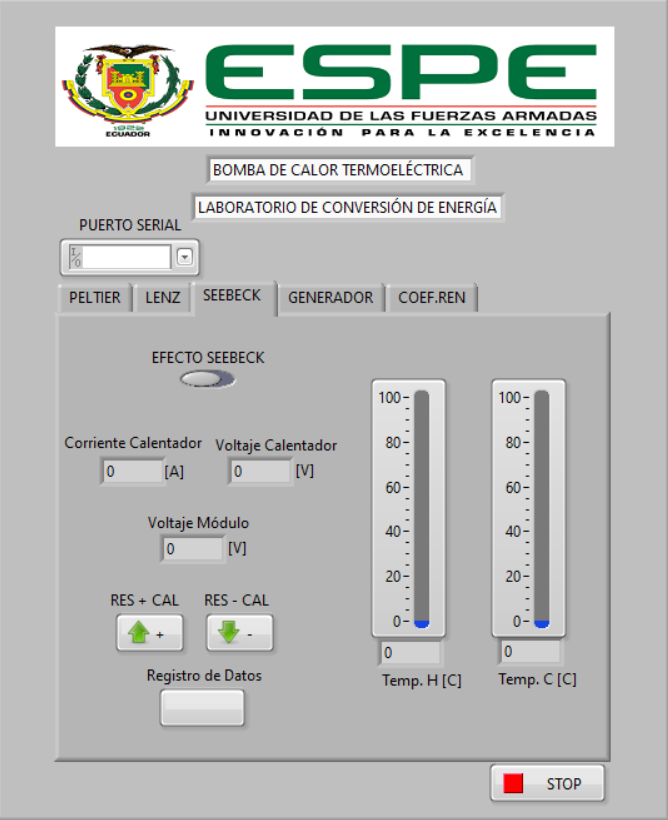 ESPE
UNIVERSIDAD DE LAS FUERZAS ARMADAS
INNOVACIÓN PARA LA EXCELENCIA
1922
ECUADOR
BOMBA DE CALOR TERMOELÉCTRICA
LABORATORIO DE CONVERSIÓN DE ENERGÍA
PUERTO SERIAL
I/O
PELTIER LENZ SEEBECK GENERADOR COEF.REN
EFECTO SEEBECK
Corriente Calentador Voltaje Calentador
0 [A] 0 [V]
Voltaje Módulo
0 [V]
RES + CAL RES - CAL
+ -
Registro de Datos
100 100
80 80
60 60
40 40
20 20
0 0
0 0
Temp. H [C] Temp. C [C]
STOP